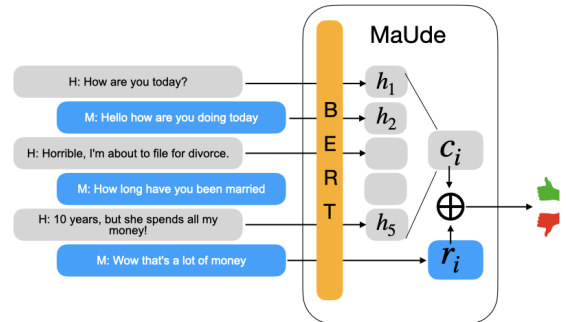 MaUde
H: How are you today?
M: Hello how are you doing today
H: Horrible, I'm about to file for divorce.
M: How long have you been married
H: 10 years, but she spends all my
money!
M: Wow that's a lot of money
B
E
R
T
h₁
h₂
h₅
cᵢ
rᵢ